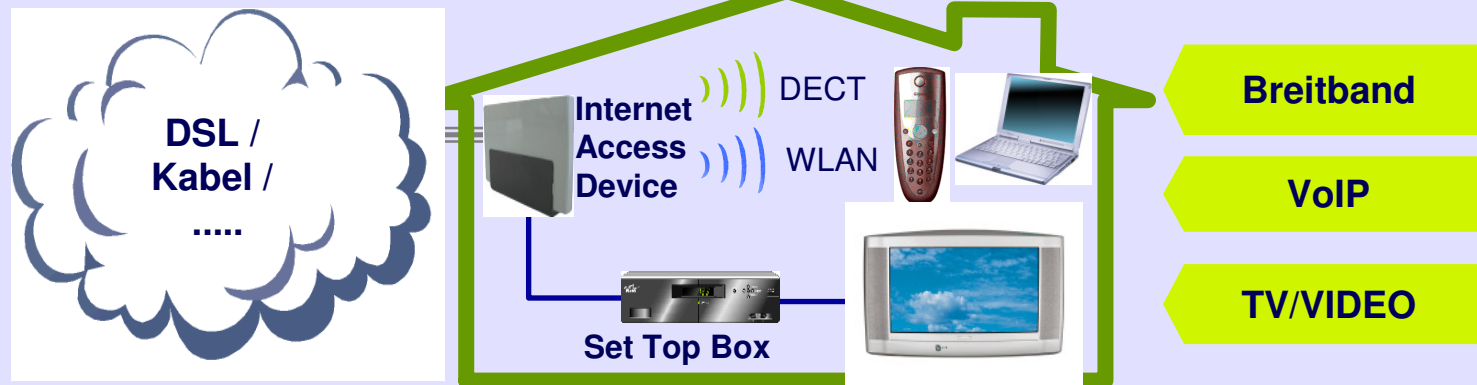 DSL /
Kabel /
.....
Internet
Access
Device
DECT
WLAN
Set Top Box
Breitband
VoIP
TV/VIDEO